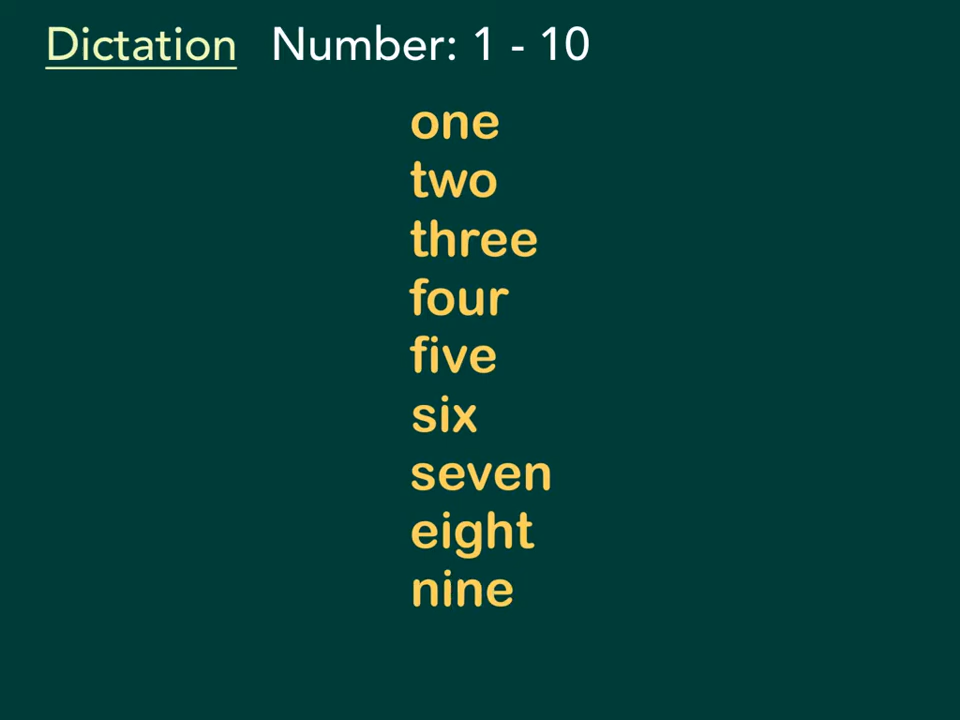 Dictation Number: 1 - 10
one
two
three
four
five
six
seven
eight
nine